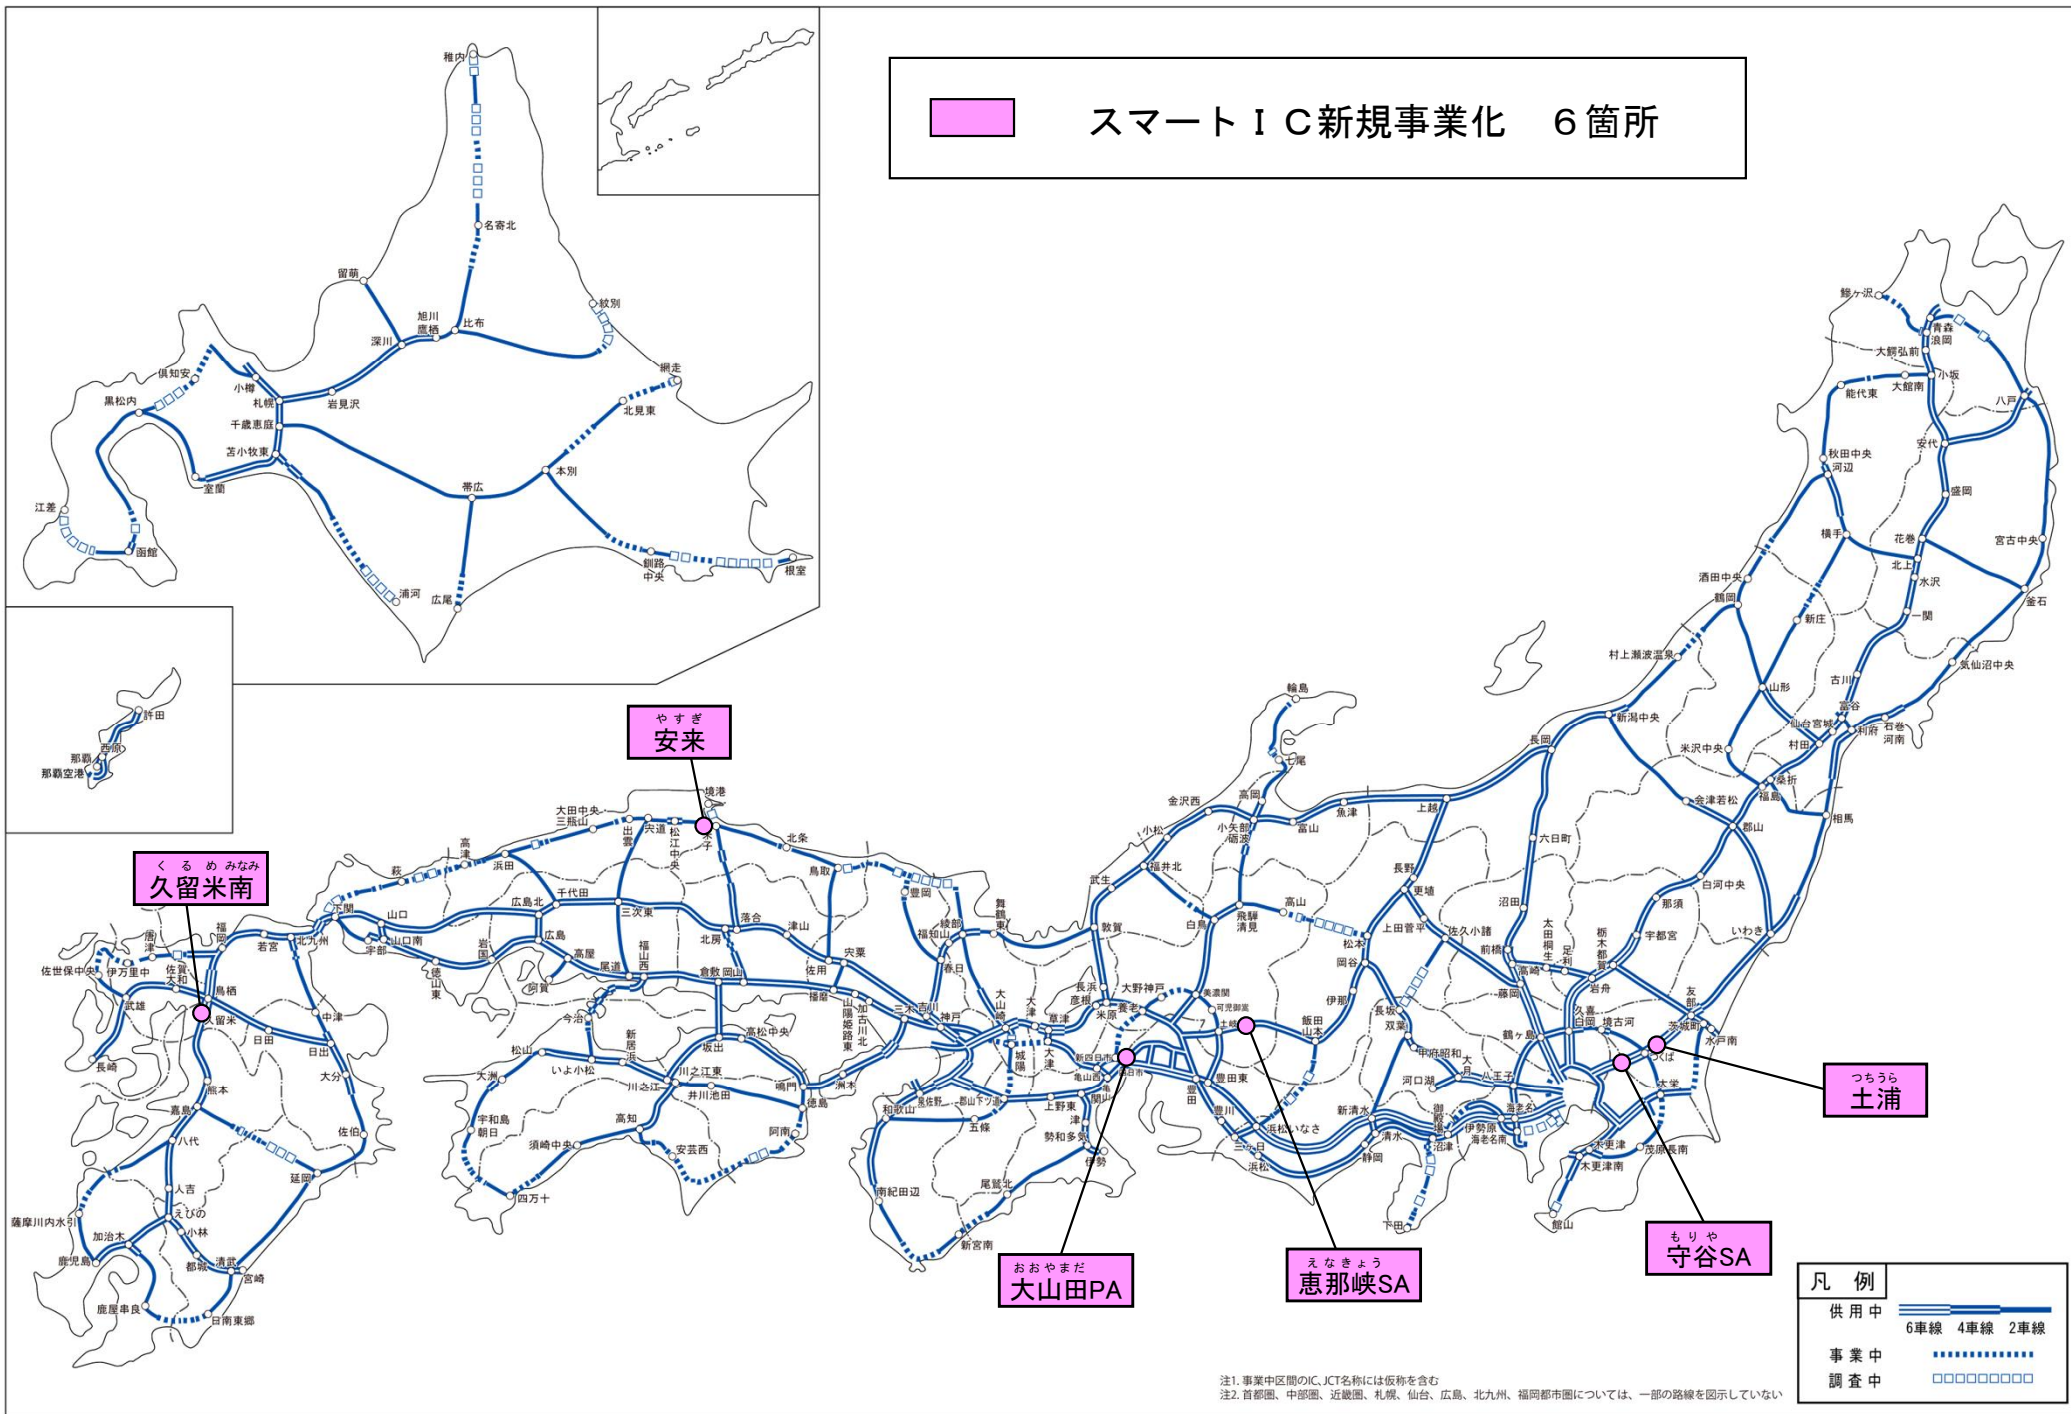 スマートＩＣ新規事業化　６箇所
稚内
名寄北
留萌
紋別
旭川
鷹栖
比布
深川
網走
倶知安
小樽
黒松内
札幌
岩見沢
北見東
千歳恵庭
苫小牧東
室蘭
本別
帯広
江差
函館
釧路
中央
根室
浦河
広尾
許田
西原
那覇
那覇空港
鰺ヶ沢
青森
浪岡
大鰐弘前
小坂
大館南
能代東
八戸
安代
秋田中央
河辺
盛岡
横手
花巻
宮古中央
北上
水沢
酒田中央
鶴岡
新庄
一関
釜石
村上瀬波温泉
気仙沼中央
山形
古川
富谷
仙台宮城
利府
石巻
河南
村田
米沢中央
新潟中央
長岡
桑折
福島
会津若松
郡山
相馬
六日町
白河中央
那須
いわき
沼田
宇都宮
太田桐生
足利
栃木都賀
前橋
高崎
岩舟
藤岡
友部
茨城町
水戸南
久喜
白岡
境古河
鶴ヶ島
つくば
大栄
八王子
大月
河口湖
甲府昭和
双葉
長坂
海老名
海老名南
伊勢原
御殿場
沼津
木更津
木更津南
茂原長南
館山
下田
新清水
清水
静岡
浜松いなさ
三ヶ日
浜松
豊川
豊田
豊田東
輪島
七尾
高岡
金沢西
小矢部
砺波
富山
魚津
上越
小松
福井北
武生
敦賀
白鳥
飛騨
清見
高山
長野
更埴
上田菅平
佐久小諸
松本
岡谷
伊那
飯田
山本
美濃関
可児御嵩
土岐
大野神戸
養老
長浜
彦根
米原
新四日市
四日市
亀山西
亀山
関
津
勢和多気
伊勢
尾鷲北
新宮南
南紀田辺
和歌山
泉佐野
郡山下ツ道
五條
上野東
城陽
大津
草津
大津
大山崎
舞鶴東
綾部
福知山
春日
豊岡
鳥取
北条
境港
米子
松江中央
宍道
出雲
大田中央
三瓶山
浜田
高津
萩
下関
山口
山口南
宇部
徳山東
岩国
広島北
広島
千代田
三次東
高屋
阿賀
尾道
福山西
倉敷
岡山
落合
北房
津山
佐用
宍粟
播磨
山陽姫路東
加古川北
三木
吉川
神戸
洲本
鳴門
徳島
阿南
高松中央
坂出
川之江東
川之江
井川池田
新居浜
いよ小松
今治
松山
大洲
宇和島
朝日
高知
須崎中央
安芸西
四万十
福岡
若宮
北九州
唐津
伊万里中
佐世保中央
佐賀
大和
武雄
鳥栖
久留米
長崎
日田
中津
日出
大分
佐伯
熊本
嘉島
八代
人吉
えびの
小林
延岡
薩摩川内水引
加治木
鹿児島
都城
清武
宮崎
鹿屋串良
日南東郷
やすぎ
安来
くるめみなみ
久留米南
おおやまだ
大山田PA
えなきょう
恵那峡SA
もりや
守谷SA
つちうら
土浦
凡　例
供用中
6車線　4車線　2車線
事業中
調査中
注1. 事業中区間のIC、JCT名称には仮称を含む
注2. 首都圏、中部圏、近畿圏、札幌、仙台、広島、北九州、福岡都市圏については、一部の路線を図示していない